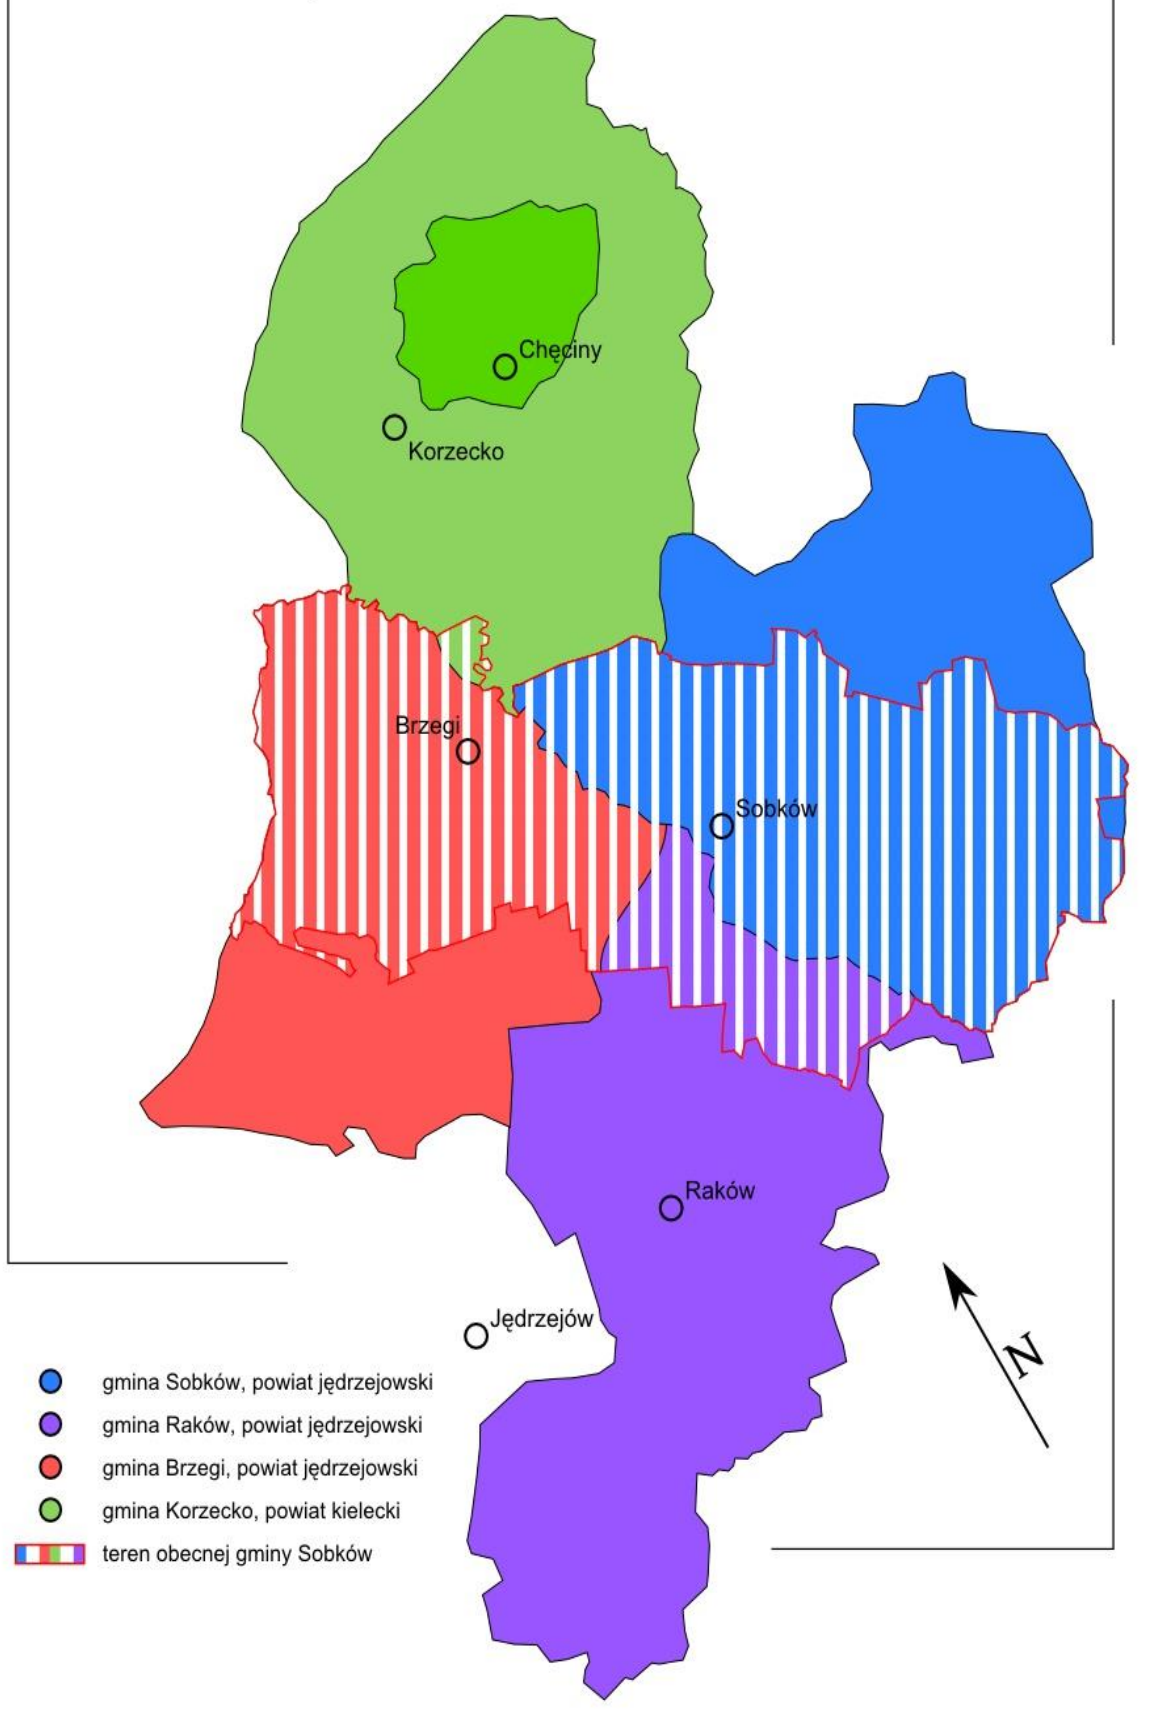 Chęciny
Korzecko
Brzegi
Sobków
Raków
Jędrzejów
N
gmina Sobków, powiat jędrzejowski
gmina Raków, powiat jędrzejowski
gmina Brzegi, powiat jędrzejowski
gmina Korzecko, powiat kielecki
teren obecnej gminy Sobków